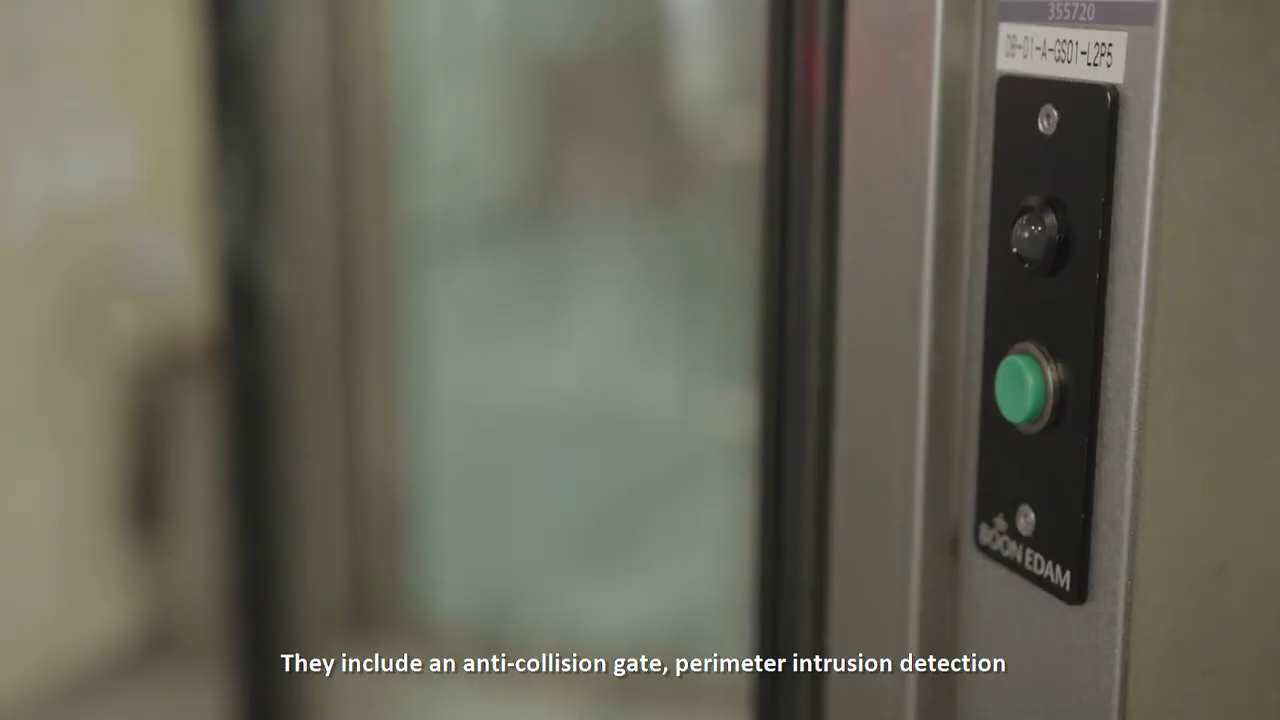 355720
DB-01-A-GS01-L2P5
BOON EDAM
They include an anti-collision gate, perimeter intrusion detection